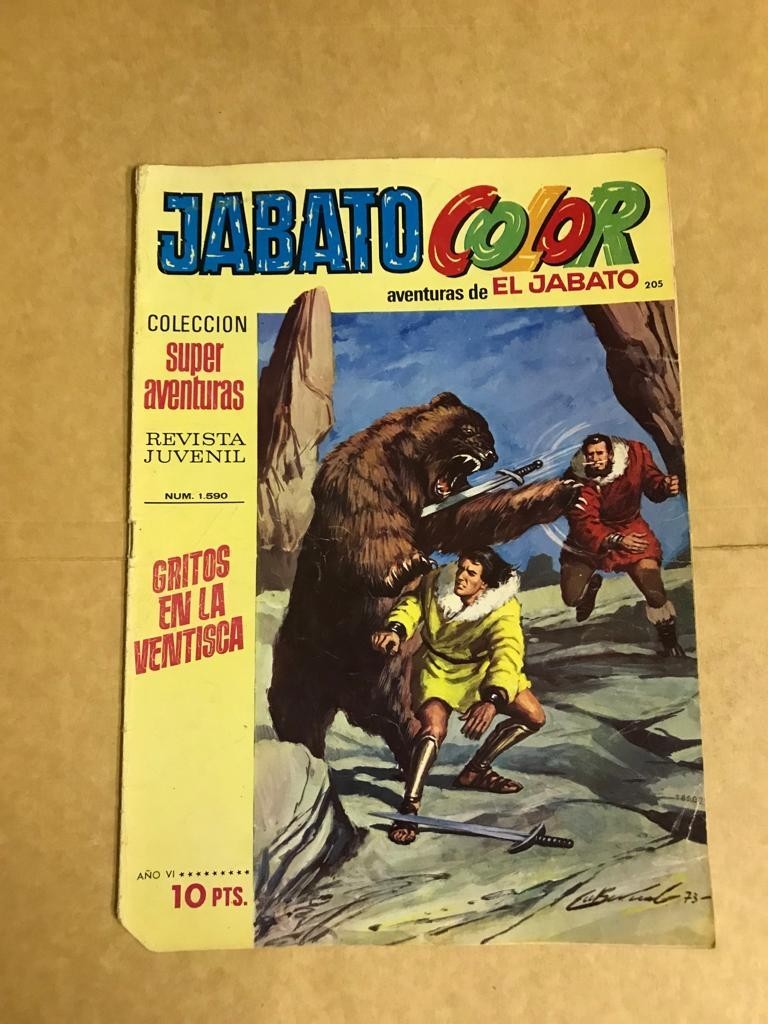 JABATO COLOR
aventuras de EL JABATO 205
COLECCION
super
aventuras
REVISTA
JUVENIL
NUM. 1.590
GRITOS
EN LA
VENTISCA
AÑO VI **********
10 PTS.
73-